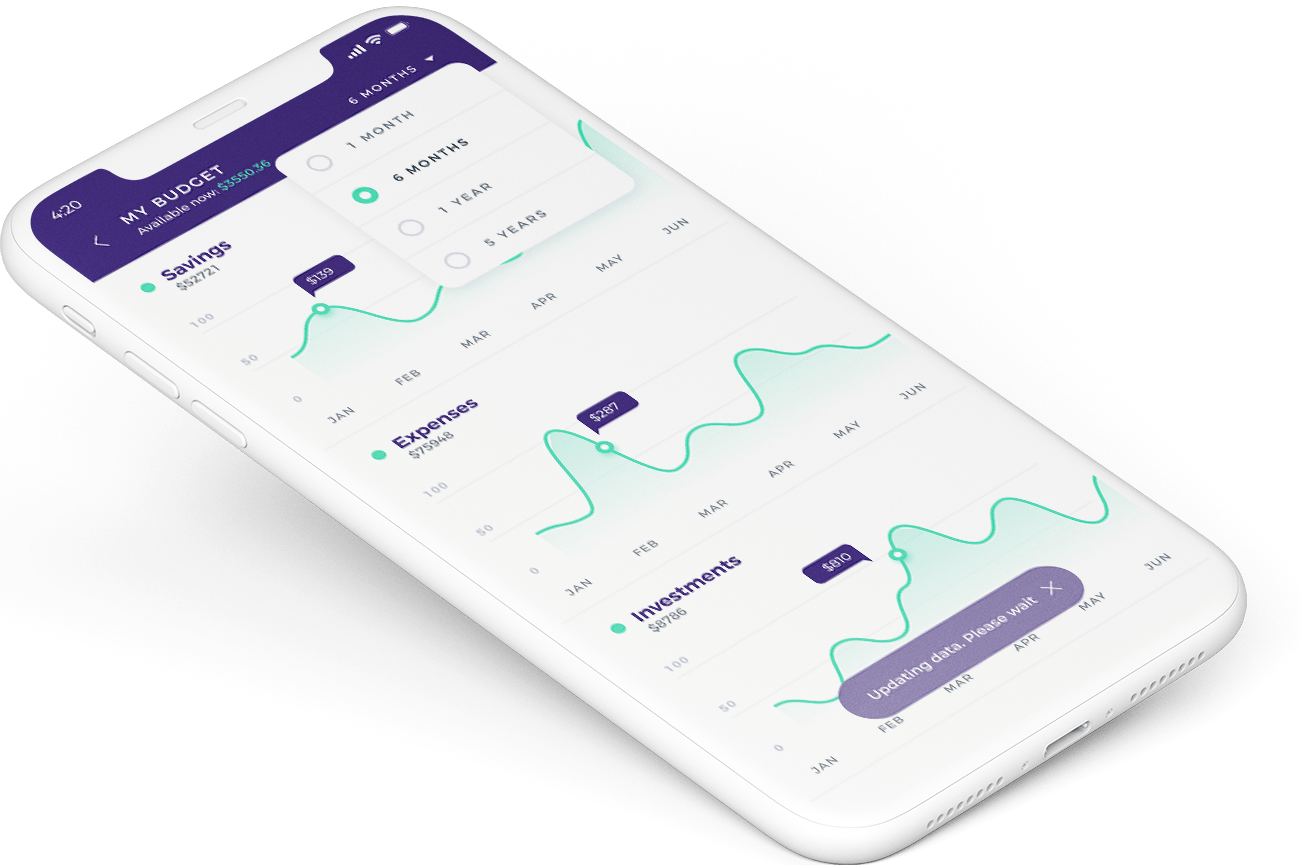 4:20
6 MONTHS
MY BUDGET
Available now: $3550.36
1 MONTH
6 MONTHS
1 YEAR
5 YEARS
Savings
$52721
$139
100
50
0
JAN FEB MAR APR MAY JUN
Expenses
$75948
$287
100
50
0
JAN FEB MAR APR MAY JUN
Investments
$8786
$810
100
50
0
JAN FEB MAR APR MAY JUN
Updating data. Please wait